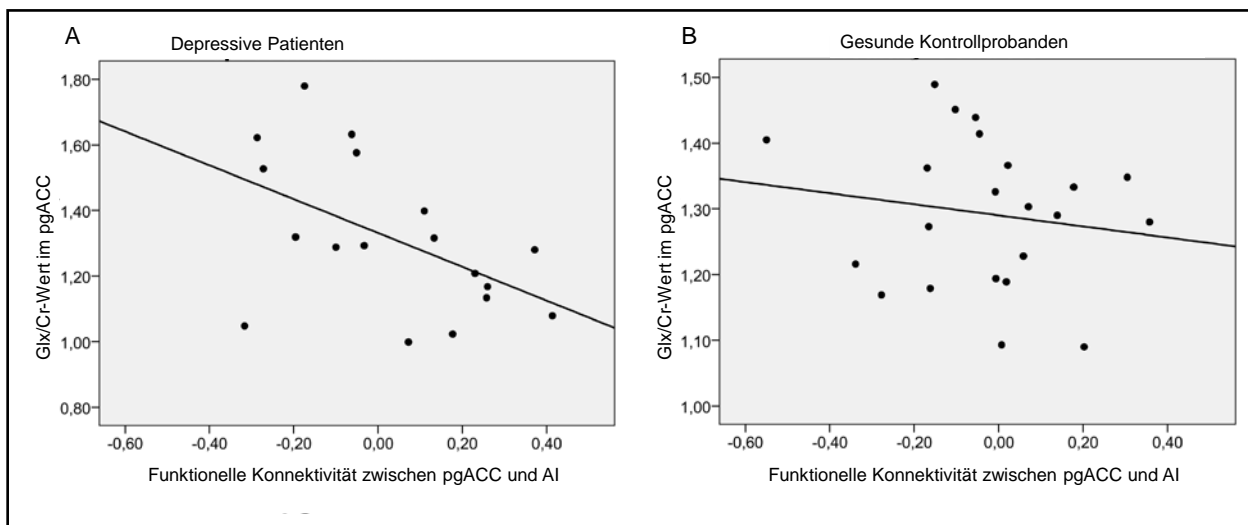 A
Depressive Patienten
Glx/Cr-Wert im pgACC
1,80
1,60
1,40
1,20
1,00
0,80
-0,60 -0,40 -0,20 0,00 0,20 0,40
Funktionelle Konnektivität zwischen pgACC und AI
B
Gesunde Kontrollprobanden
Glx/Cr-Wert im pgACC
1,50
1,40
1,30
1,20
1,10
1,00
-0,60 -0,40 -0,20 0,00 0,20 0,40
Funktionelle Konnektivität zwischen pgACC und AI